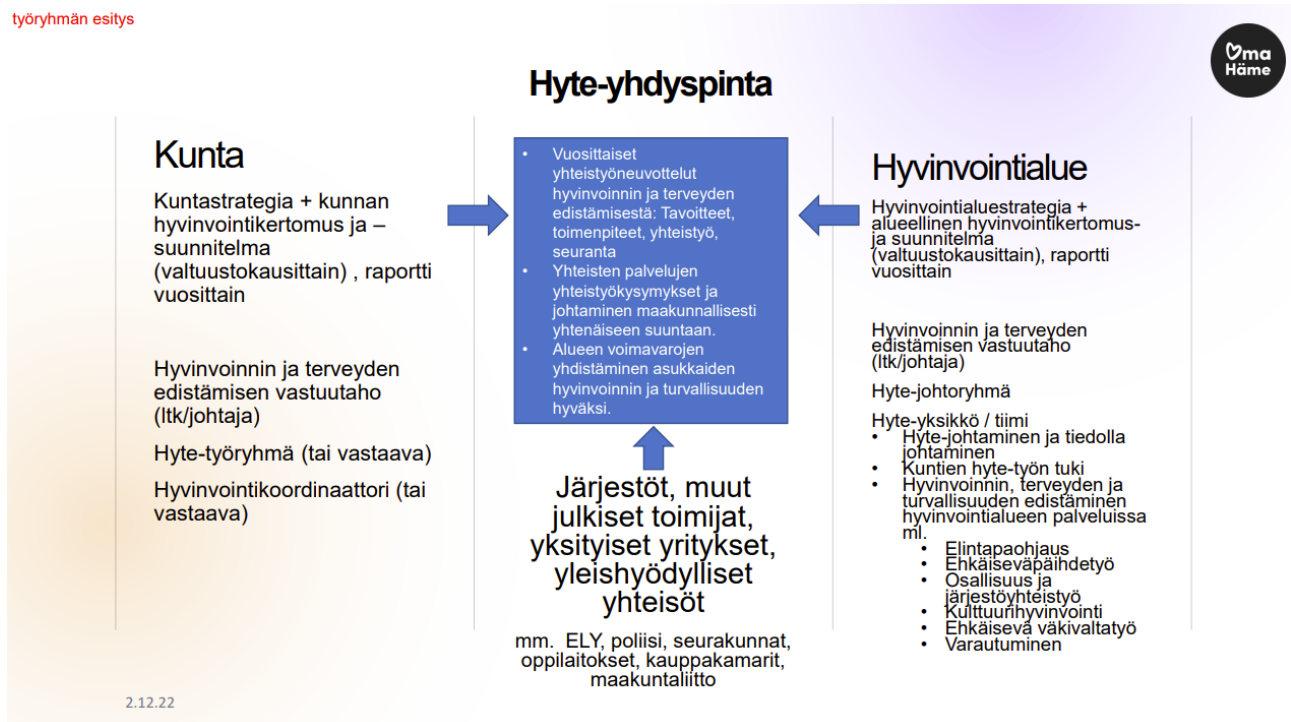 työryhmän esitys
♡ma
Häme
Hyte-yhdyspinta
Kunta
Kuntastrategia + kunnan
hyvinvointikertomus ja –
suunnitelma
(valtuustokausittain) , raportti
vuosittain
Hyvinvoinnin ja terveyden
edistämisen vastuutaho
(ltk/johtaja)
Hyte-työryhmä (tai vastaava)
Hyvinvointikoordinaattori (tai
vastaava)
• Vuosittaiset
yhteistyöneuvottelut
hyvinvoinnin ja terveyden
edistämisestä: Tavoitteet,
toimenpiteet, yhteistyö,
seuranta
• Yhteisten palvelujen
yhteistyökysymykset ja
johtaminen maakunnallisesti
yhtenäiseen suuntaan.
• Alueen voimavarojen
yhdistäminen asukkaiden
hyvinvoinnin ja turvallisuuden
hyväksi.
Järjestöt, muut
julkiset toimijat,
yksityiset yritykset,
yleishyödylliset
yhteisöt
mm. ELY, poliisi, seurakunnat,
oppilaitokset, kauppakamarit,
maakuntaliitto
Hyvinvointialue
Hyvinvointialuestrategia +
alueellinen hyvinvointikertomus-
ja suunnitelma
(valtuustokausittain), raportti
vuosittain
Hyvinvoinnin ja terveyden
edistämisen vastuutaho
(ltk/johtaja)
Hyte-johtoryhmä
Hyte-yksikkö / tiimi
• Hyte-johtaminen ja tiedolla
johtaminen
• Kuntien hyte-työn tuki
• Hyvinvoinnin, terveyden ja
turvallisuuden edistäminen
hyvinvointialueen palveluissa
ml.
• Elintapaohjaus
• Ehkäiseväpäihdetyö
• Osallisuus ja
järjestöyhteistyö
• Kulttuurihyvinvointi
• Ehkäisevä väkivaltatyö
• Varautuminen
2.12.22